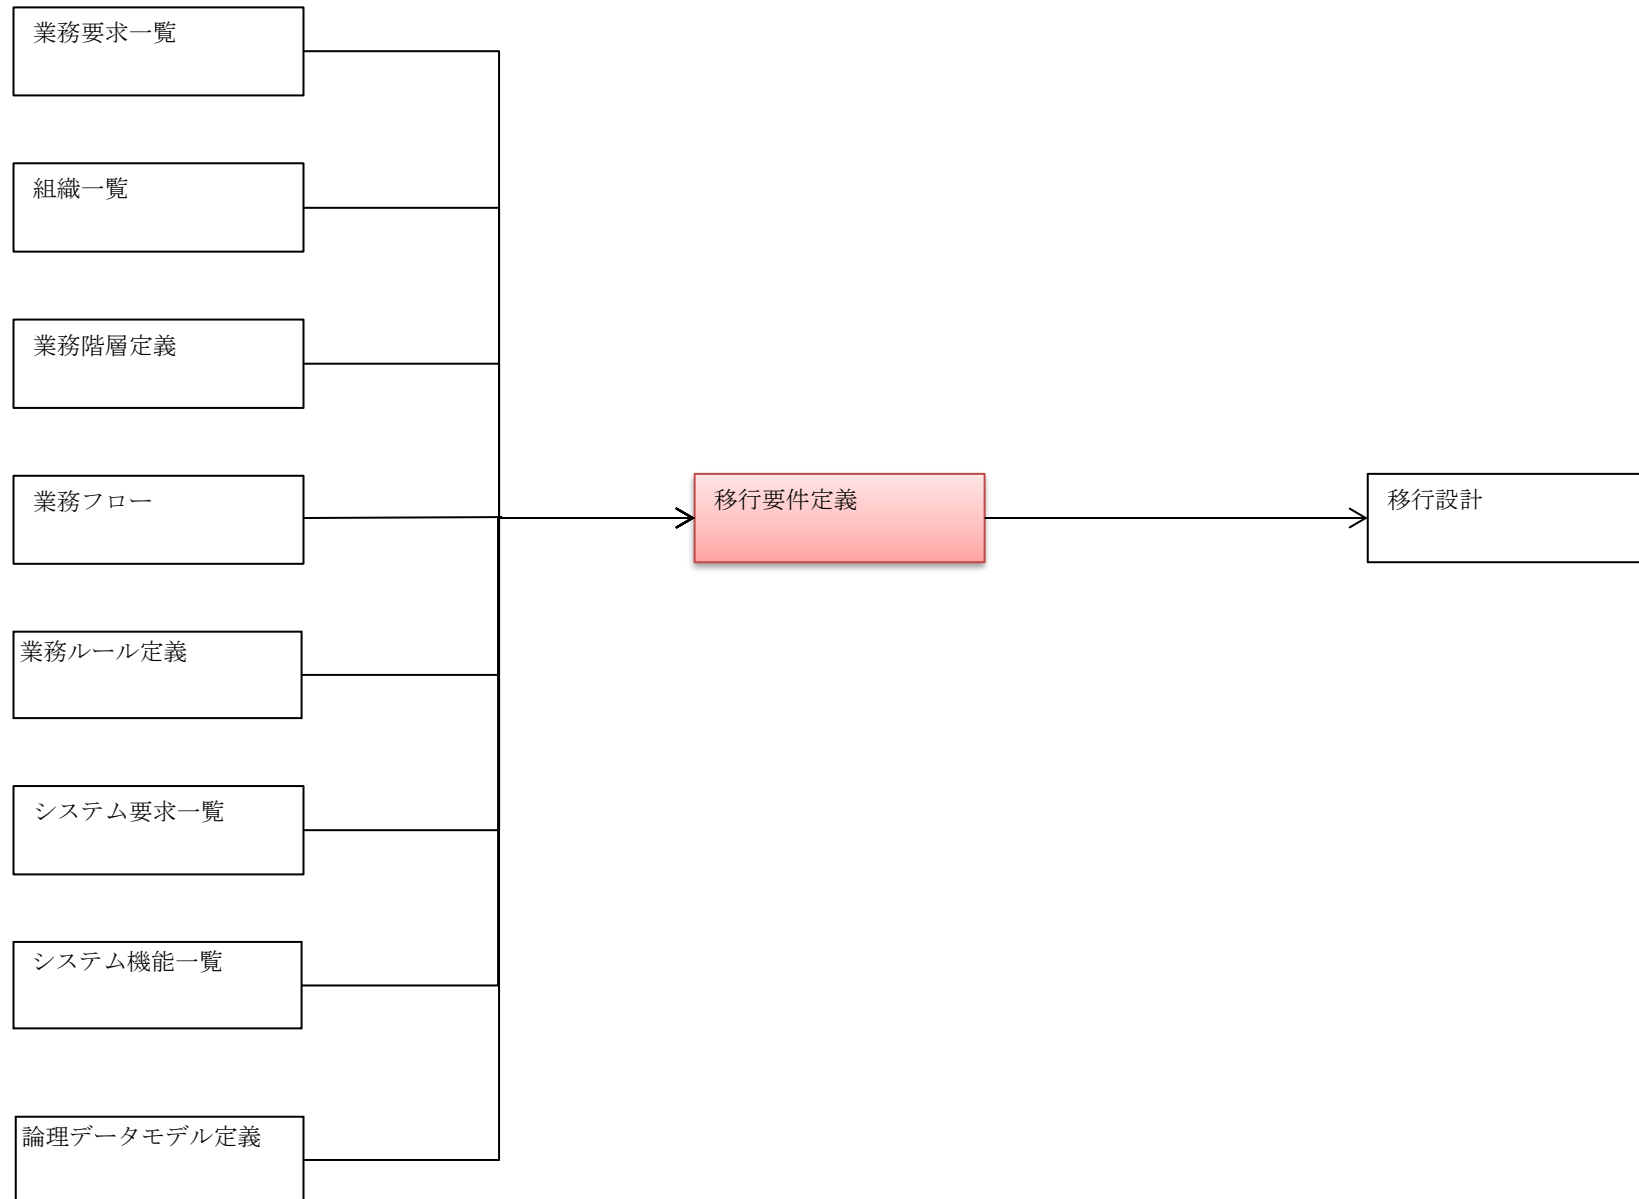 業務要求一覧
組織一覧
業務階層定義
業務フロー
移行要件定義
移行設計
業務ルール定義
システム要求一覧
システム機能一覧
論理データモデル定義